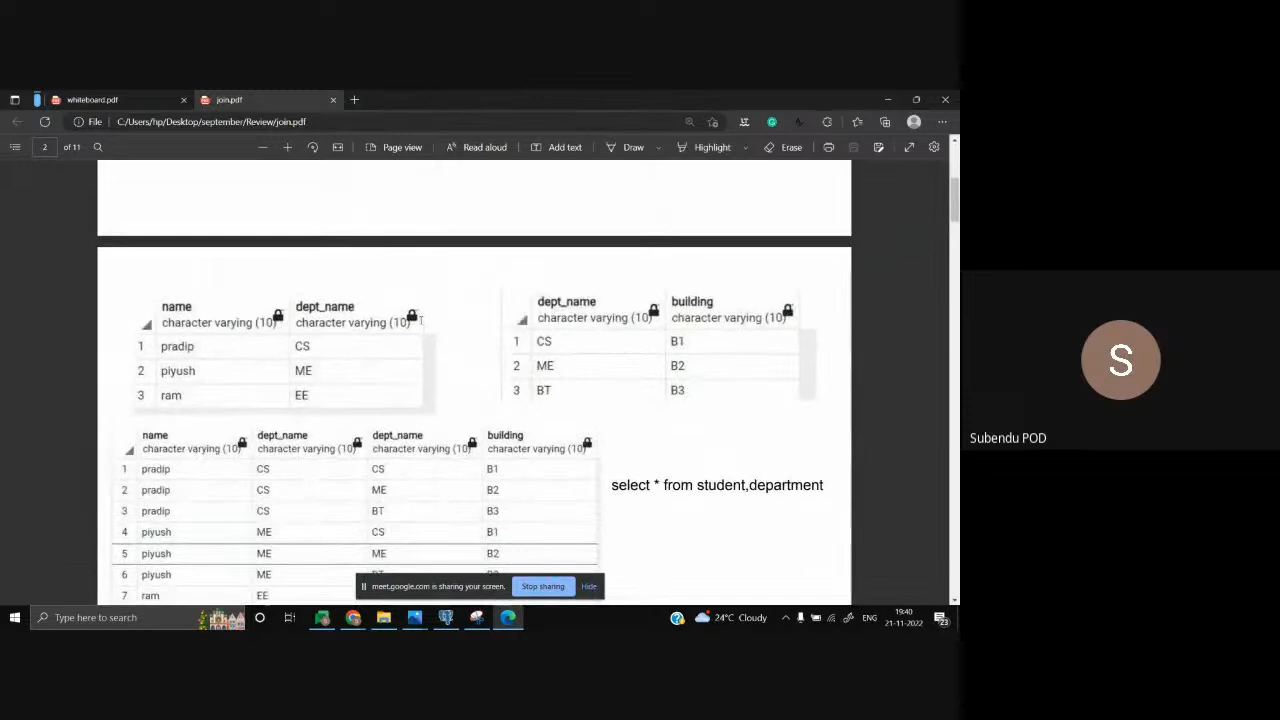 whiteboard.pdf
join.pdf
File C:/Users/hp/Desktop/september/Review/join.pdf
2 of 11 Page view Read aloud Add text Draw Highlight Erase
name dept_name
character varying (10) character varying (10)
1 pradip CS
2 piyush ME
3 ram EE
dept_name building
character varying (10) character varying (10)
1 CS B1
2 ME B2
3 BT B3
name dept_name dept_name building
character varying (10) character varying (10) character varying (10) character varying (10)
1 pradip CS CS B1
2 pradip CS ME B2
3 pradip CS BT B3
4 piyush ME CS B1
5 piyush ME ME B2
6 piyush ME
7 ram EE
select * from student,department
meet.google.com is sharing your screen. Stop sharing Hide
Type here to search
24°C Cloudy
ENG
19:40
21-11-2022
23
S
Subendu POD